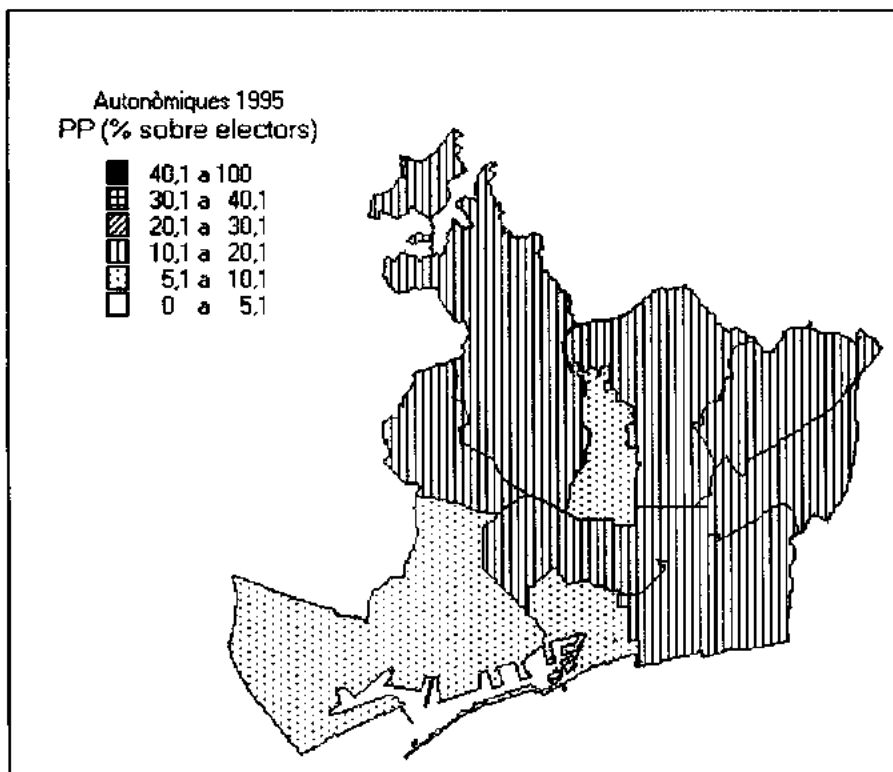 Autonòmiques 1995
PP (% sobre electors)
40,1 a 100
30,1 a 40,1
20,1 a 30,1
10,1 a 20,1
5,1 a 10,1
0 a 5,1